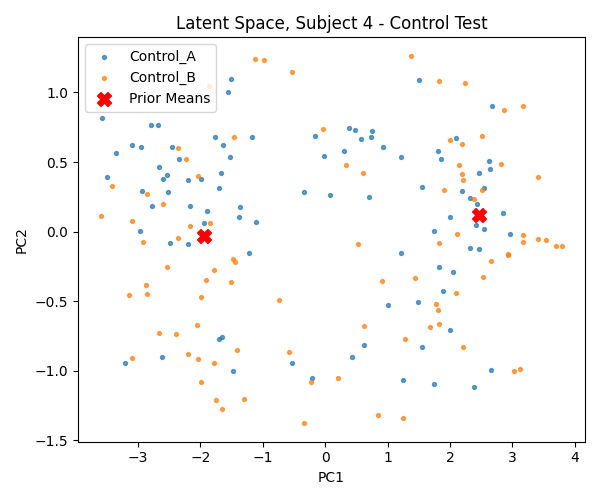 Latent Space, Subject 4 - Control Test
Control_A
Control_B
Prior Means
PC2
1.0
0.5
0.0
−0.5
−1.0
−1.5
−3
−2
−1
0
1
2
3
4
PC1